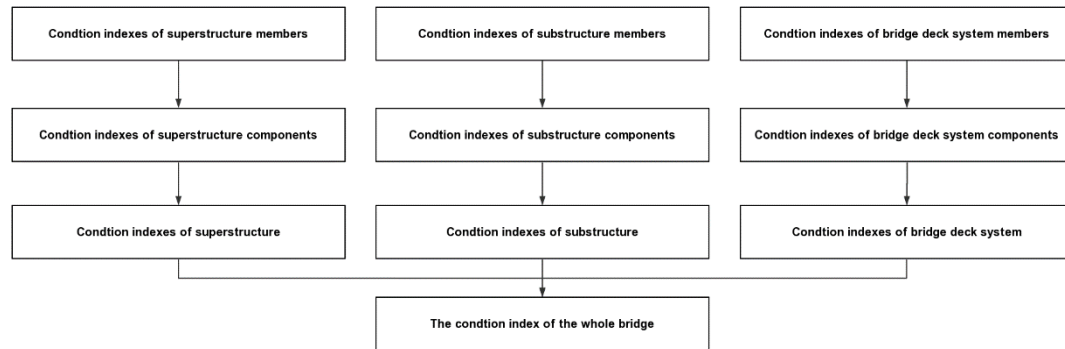 Condtion indexes of superstructure members
Condtion indexes of substructure members
Condtion indexes of bridge deck system members
Condtion indexes of superstructure components
Condtion indexes of substructure components
Condtion indexes of bridge deck system components
Condtion indexes of superstructure
Condtion indexes of substructure
Condtion indexes of bridge deck system
The condtion index of the whole bridge